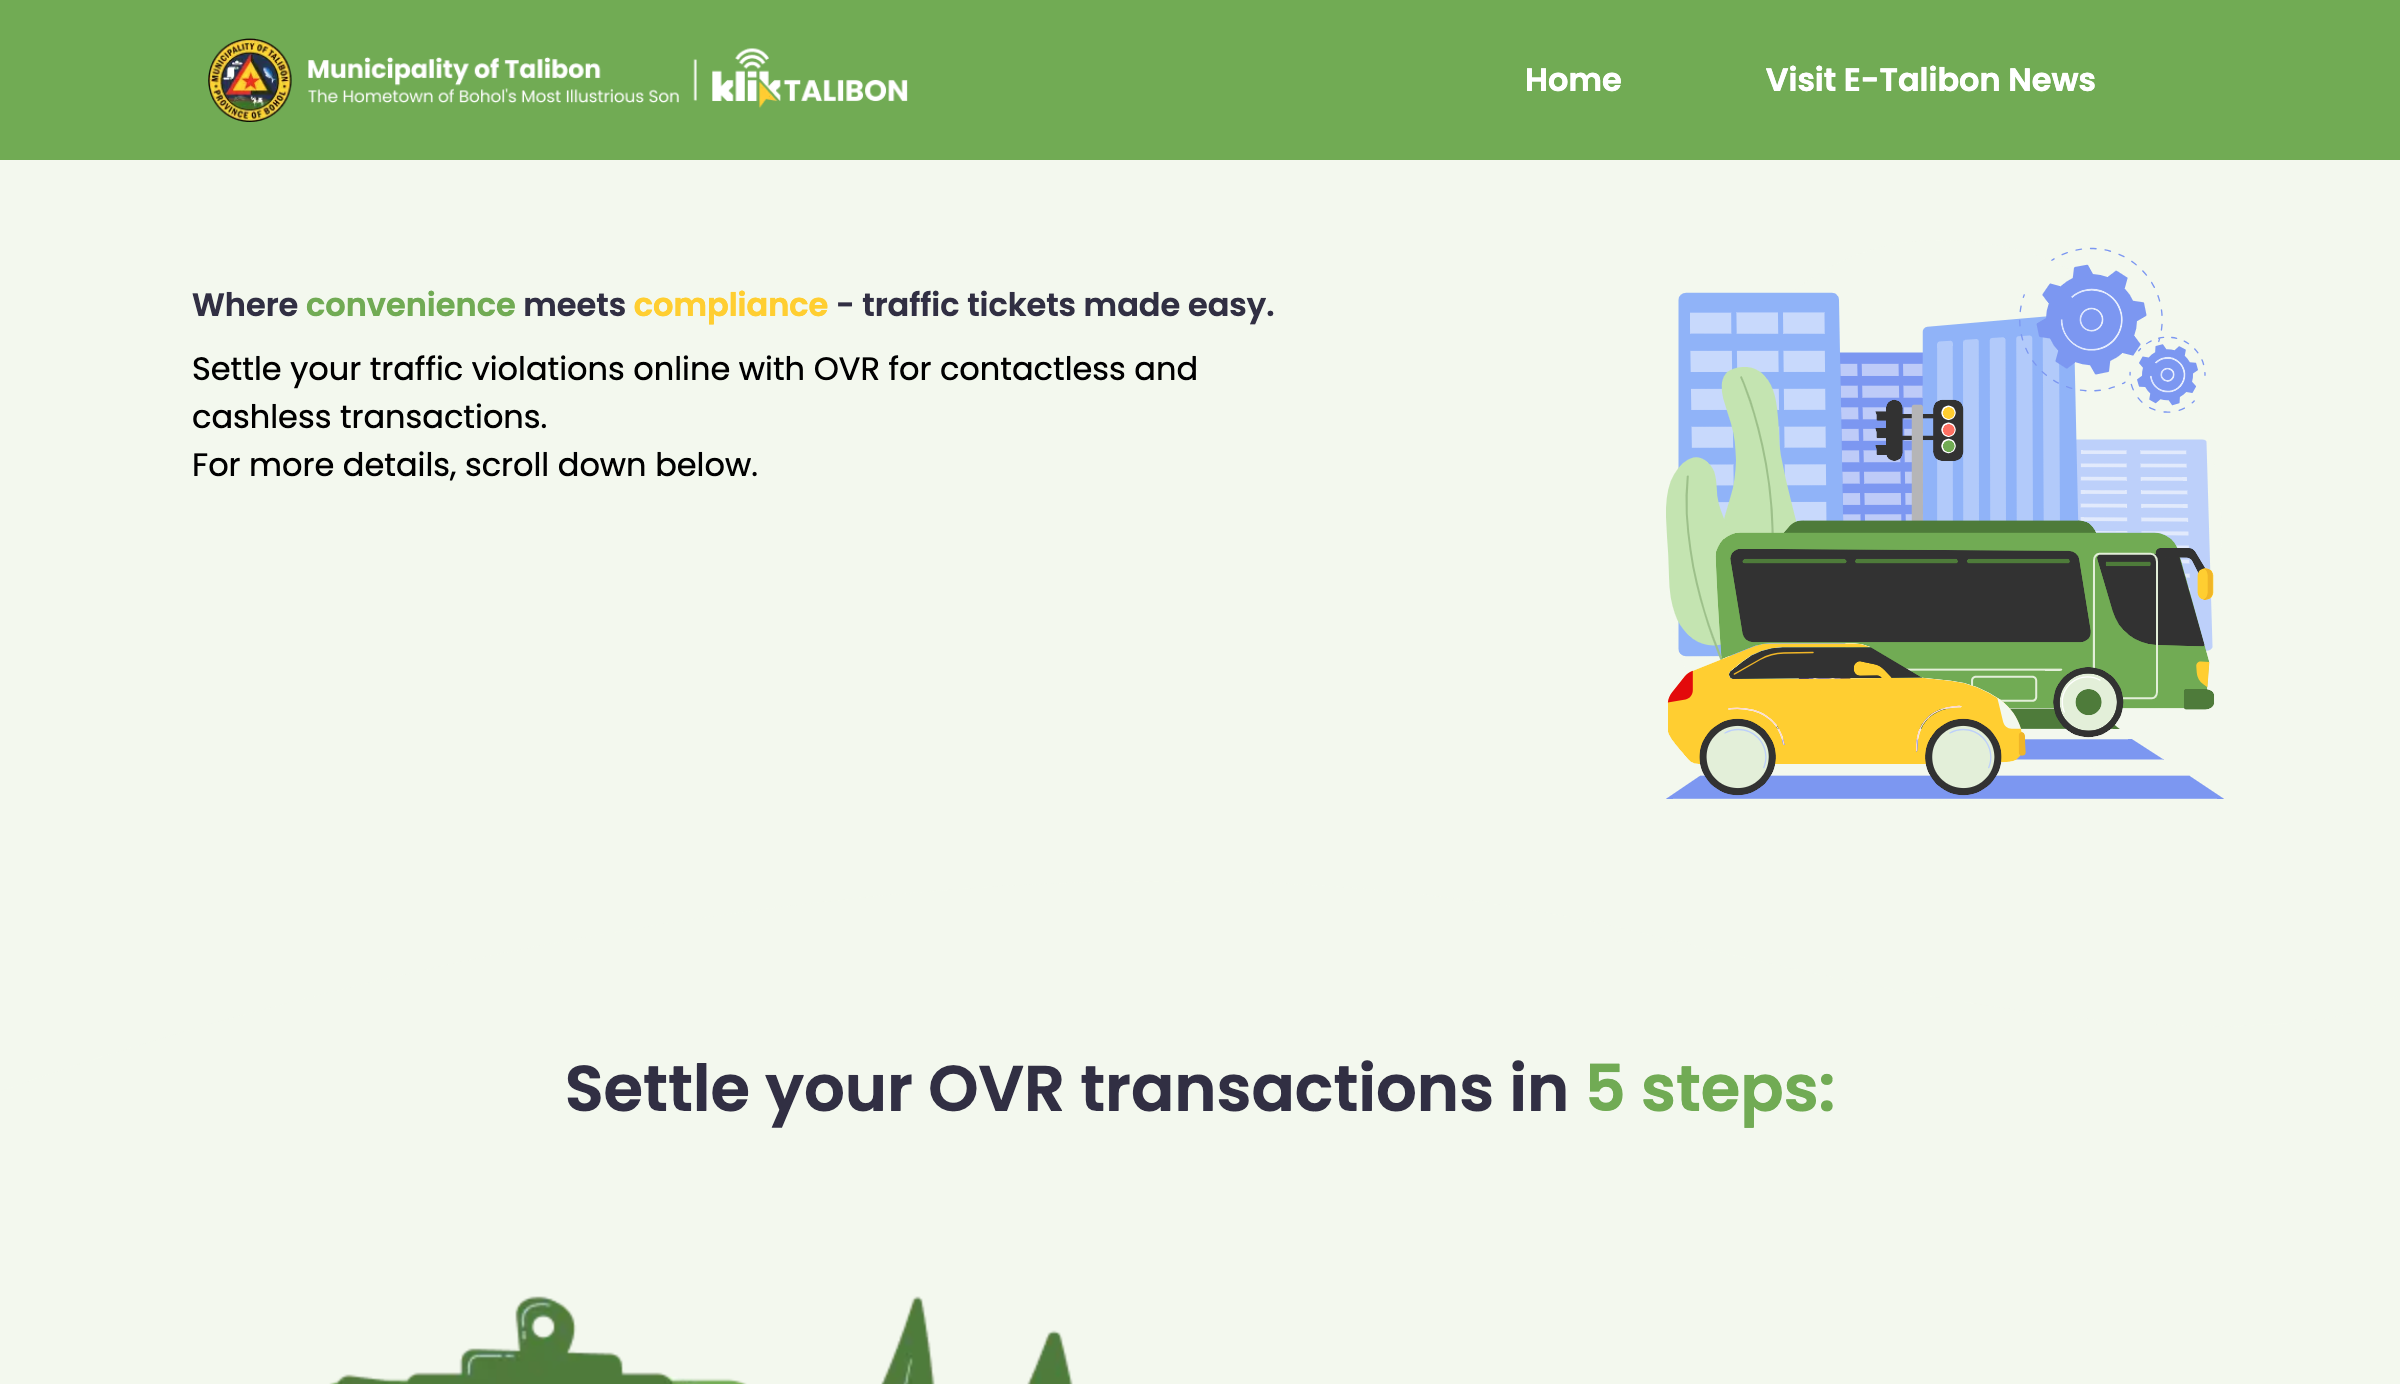 MUNICIPALITY OF TALIBON
PROVINCE OF BOHOL
Municipality of Talibon
The Hometown of Bohol's Most Illustrious Son
klik TALIBON
Home
Visit E-Talibon News
Where convenience meets compliance - traffic tickets made easy.
Settle your traffic violations online with OVR for contactless and
cashless transactions.
For more details, scroll down below.
Settle your OVR transactions in 5 steps: